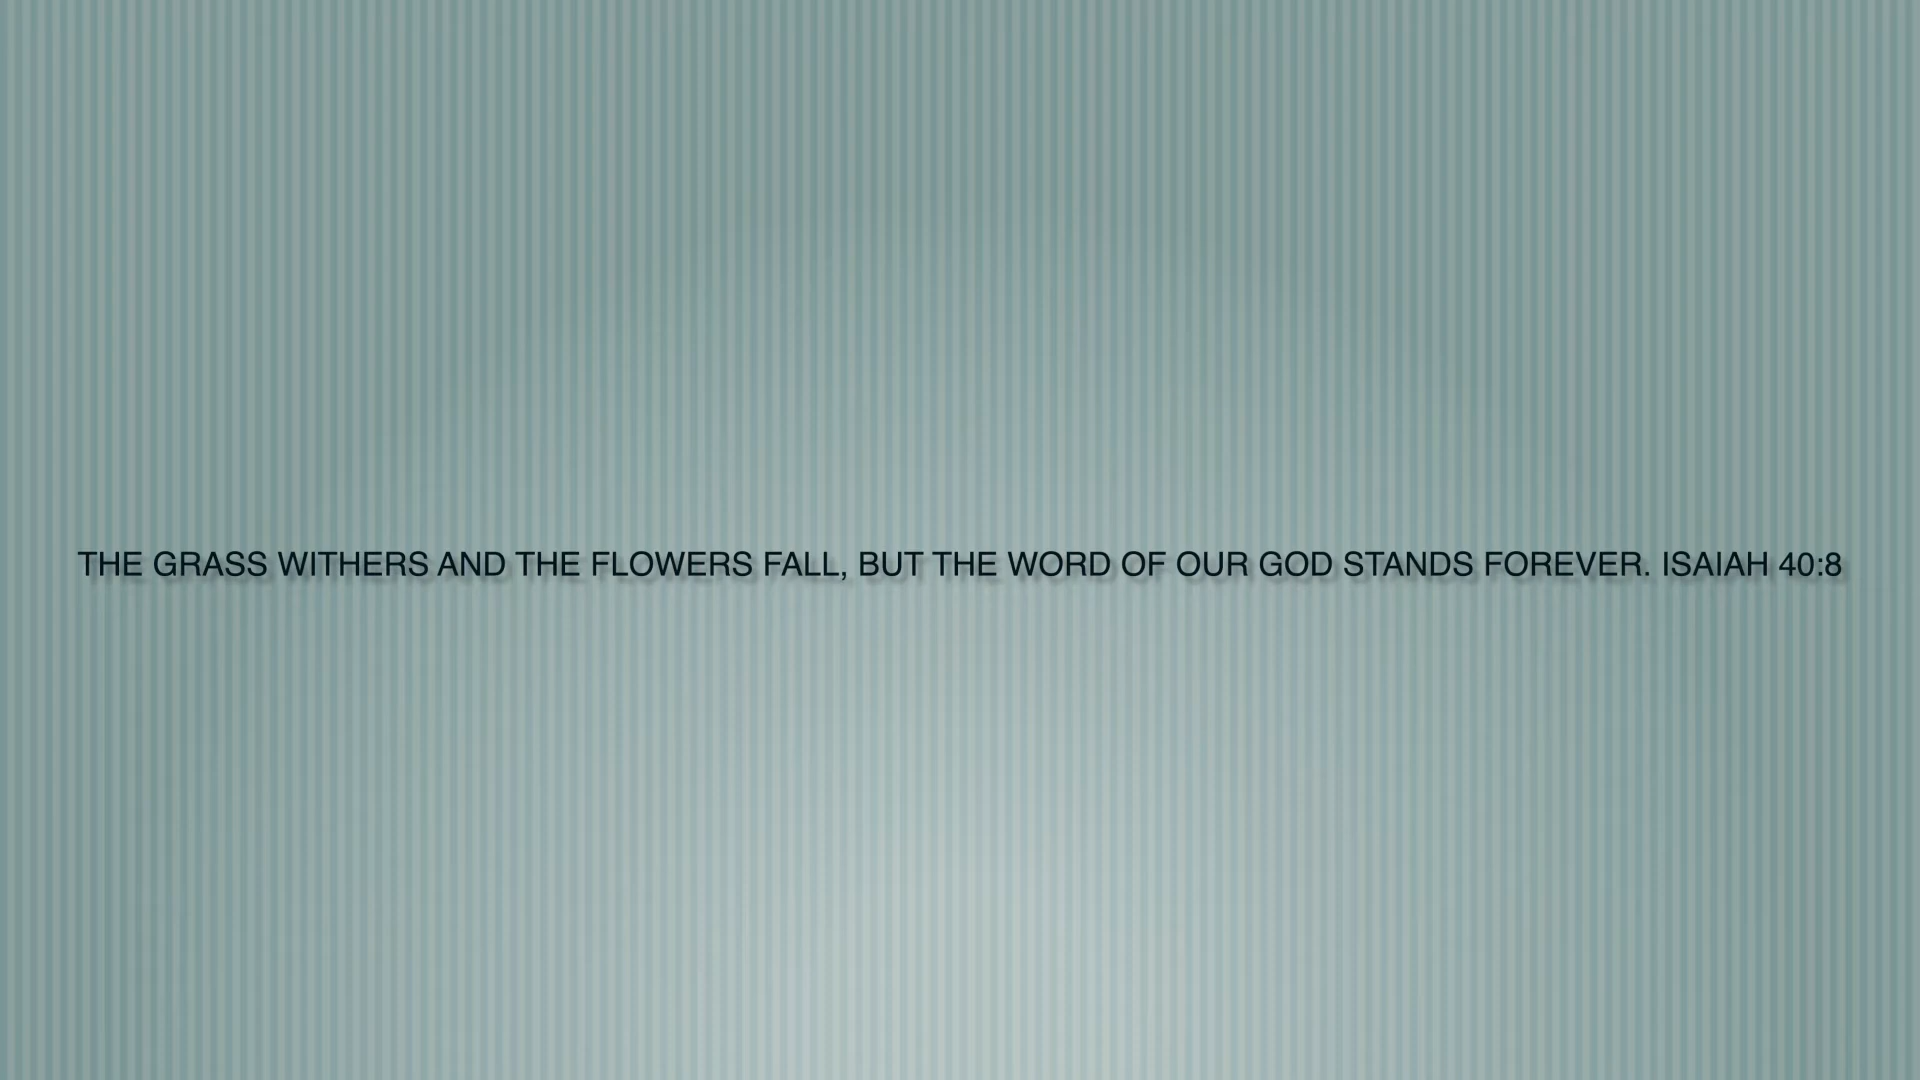 THE GRASS WITHERS AND THE FLOWERS FALL, BUT THE WORD OF OUR GOD STANDS FOREVER. ISAIAH 40:8